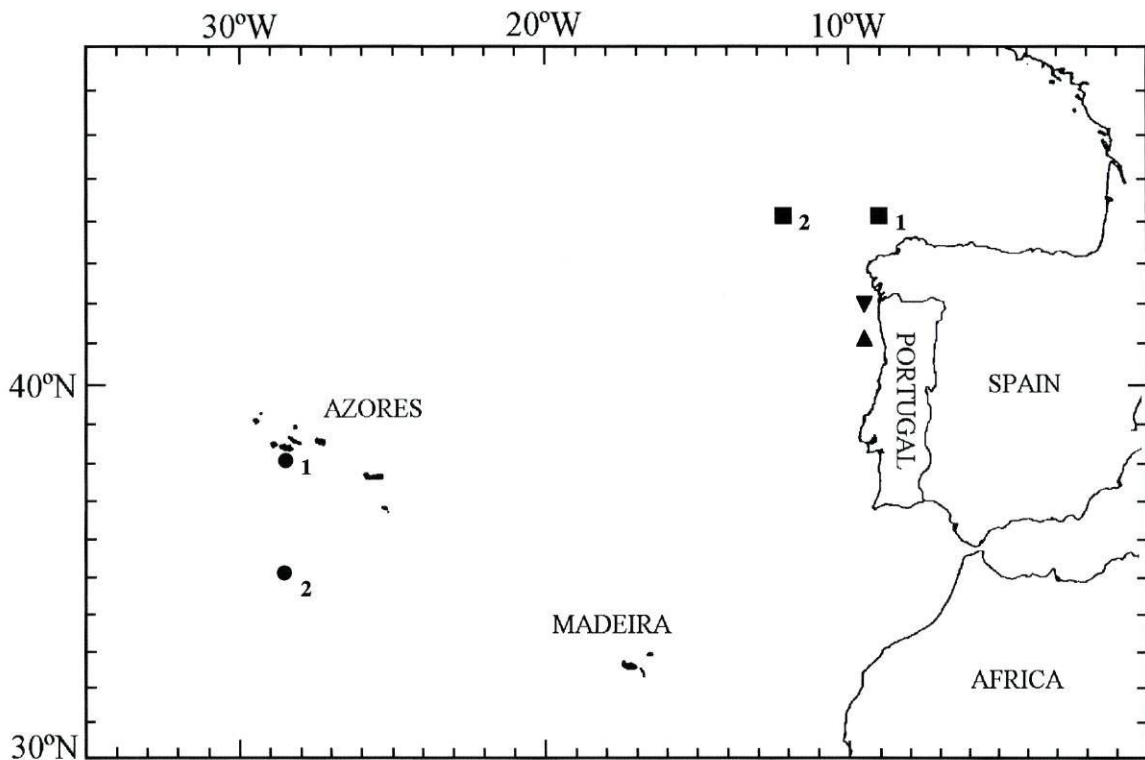 30ºW 20ºW 10ºW
2 1
PORTUGAL
40ºN
SPAIN
AZORES
1
2
MADEIRA
AFRICA
30ºN